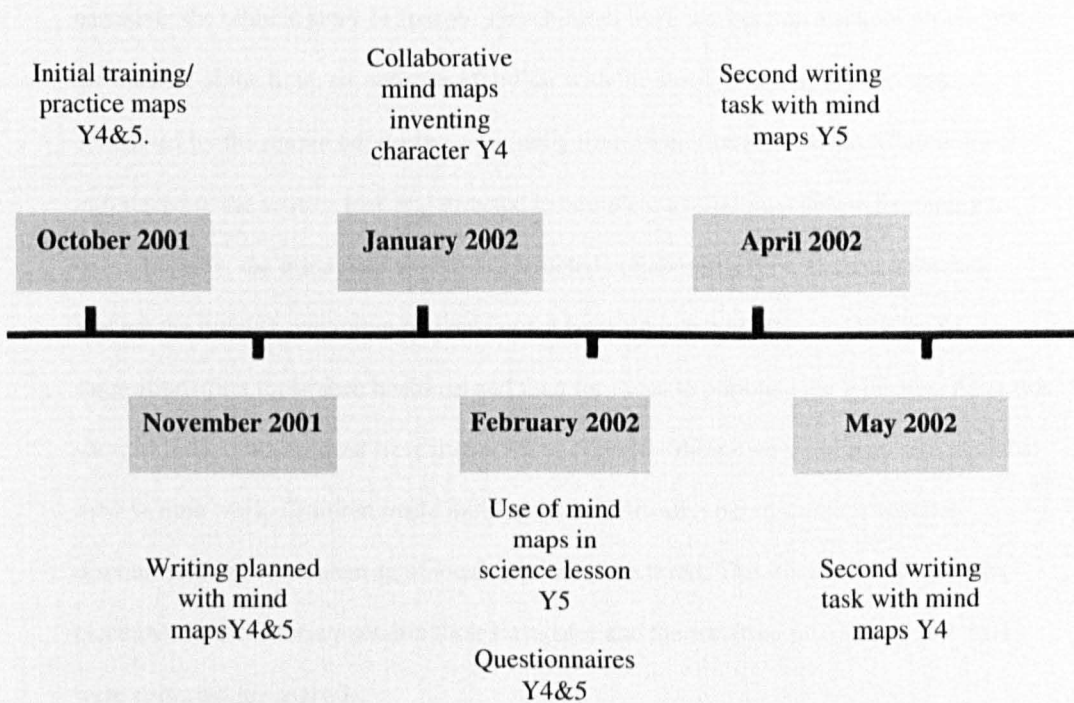 Initial training/
practice maps
Y4&5.
Collaborative
mind maps
inventing
character Y4
Second writing
task with mind
maps Y5
October 2001
January 2002
April 2002
November 2001
February 2002
May 2002
Writing planned
with mind
mapsY4&5
Use of mind
maps in
science lesson
Y5
Questionnaires
Y4&5
Second writing
task with mind
maps Y4